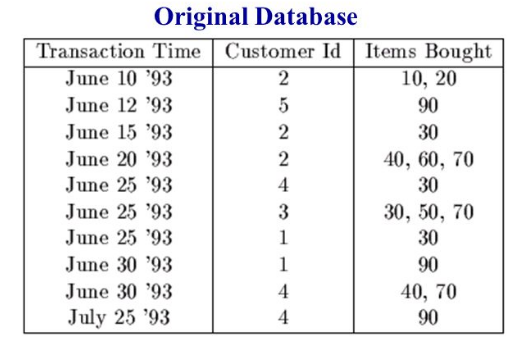 Original Database
Transaction Time Customer Id Items Bought
June 10 '93 2 10, 20
June 12 '93 5 90
June 15 '93 2 30
June 20 '93 2 40, 60, 70
June 25 '93 4 30
June 25 '93 3 30, 50, 70
June 25 '93 1 30
June 30 '93 1 90
June 30 '93 4 40, 70
July 25 '93 4 90